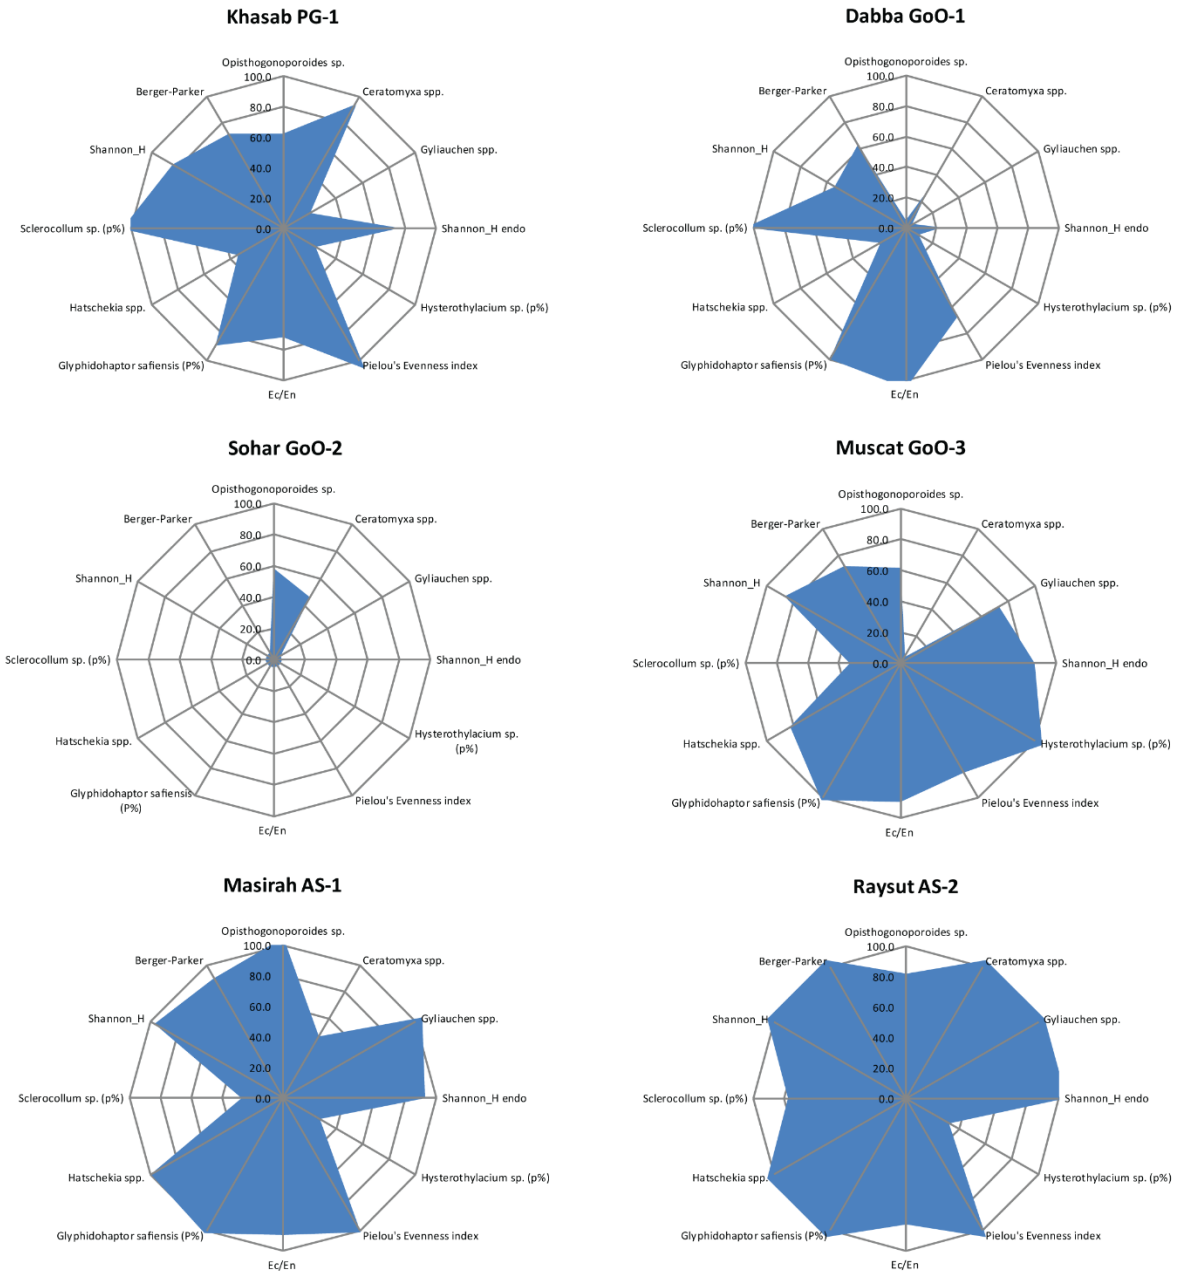 Khasab PG-1
Opisthogonoporoides sp.
100.0
Berger-Parker
Ceratomyxa spp.
80.0
60.0
Shannon_H
Gyliauchen spp.
40.0
20.0
Sclerocollum sp. (p%)
0.0
Shannon_H endo
Hatschekia spp.
Hysterothylacium sp. (p%)
Glyphidohaptor safiensis (P%)
Pielou's Evenness index
Ec/En
Dabba GoO-1
Opisthogonoporoides sp.
100.0
Berger-Parker
Ceratomyxa spp.
80.0
60.0
Shannon_H
Gyliauchen spp.
40.0
20.0
Sclerocollum sp. (p%)
0.0
Shannon_H endo
Hatschekia spp.
Hysterothylacium sp. (p%)
Glyphidohaptor safiensis (P%)
Pielou's Evenness index
Ec/En
Sohar GoO-2
Opisthogonoporoides sp.
100.0
Berger-Parker
Ceratomyxa spp.
80.0
60.0
Shannon_H
Gyliauchen spp.
40.0
20.0
Sclerocollum sp. (p%)
0.0
Shannon_H endo
Hatschekia spp.
Hysterothylacium sp.
(p%)
Glyphidohaptor safiensis
(P%)
Pielou's Evenness index
Ec/En
Muscat GoO-3
Opisthogonoporoides sp.
100.0
Berger-Parker
Ceratomyxa spp.
80.0
60.0
Shannon_H
Gyliauchen spp.
40.0
20.0
Sclerocollum sp. (p%)
0.0
Shannon_H endo
Hatschekia spp.
Hysterothylacium sp. (p%)
Glyphidohaptor safiensis (P%)
Pielou's Evenness index
Ec/En
Masirah AS-1
Opisthogonoporoides sp.
100.0
Berger-Parker
Ceratomyxa spp.
80.0
60.0
Shannon_H
Gyliauchen spp.
40.0
20.0
Sclerocollum sp. (p%)
0.0
Shannon_H endo
Hatschekia spp.
Hysterothylacium sp. (p%)
Glyphidohaptor safiensis (P%)
Pielou's Evenness index
Ec/En
Raysut AS-2
Opisthogonoporoides sp.
100.0
Berger-Parker
Ceratomyxa spp.
80.0
60.0
Shannon_H
Gyliauchen spp.
40.0
20.0
Sclerocollum sp. (p%)
0.0
Shannon_H endo
Hatschekia spp.
Hysterothylacium sp. (p%)
Glyphidohaptor safiensis (P%)
Pielou's Evenness index
Ec/En